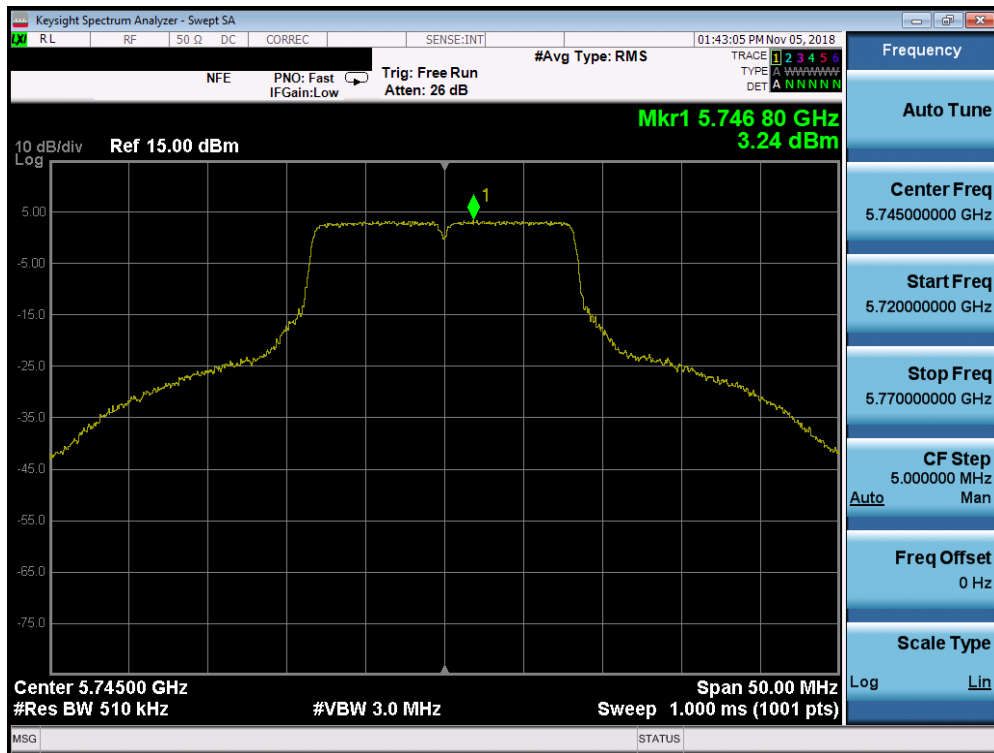 Keysight Spectrum Analyzer - Swept SA
LXI RL RF 50 Ω DC CORREC SENSE:INT 01:43:05 PM Nov 05, 2018
NFE PNO: Fast Trig: Free Run #Avg Type: RMS TRACE 1 2 3 4 5 6
IFGain:Low Atten: 26 dB TYPE A WWWWW
DET A N N N N N
Mkr1 5.746 80 GHz
3.24 dBm
10 dB/div Ref 15.00 dBm
Log
1
5.00
-5.00
-15.0
-25.0
-35.0
-45.0
-55.0
-65.0
-75.0
Center 5.74500 GHz Span 50.00 MHz
#Res BW 510 kHz #VBW 3.0 MHz Sweep 1.000 ms (1001 pts)
MSG STATUS
Frequency
Auto Tune
Center Freq
5.745000000 GHz
Start Freq
5.720000000 GHz
Stop Freq
5.770000000 GHz
CF Step
5.000000 MHz
Auto Man
Freq Offset
0 Hz
Scale Type
Log Lin